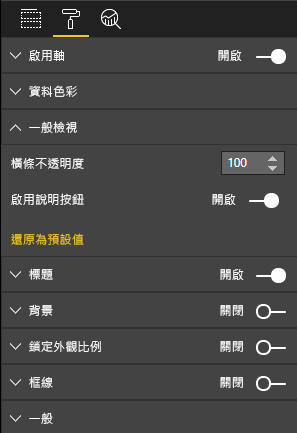 啟用軸 開啟
資料色彩
一般檢視
橫條不透明度 100
啟用說明按鈕 開啟
還原為預設值
標題 開啟
背景 關閉
鎖定外觀比例 關閉
框線 關閉
一般